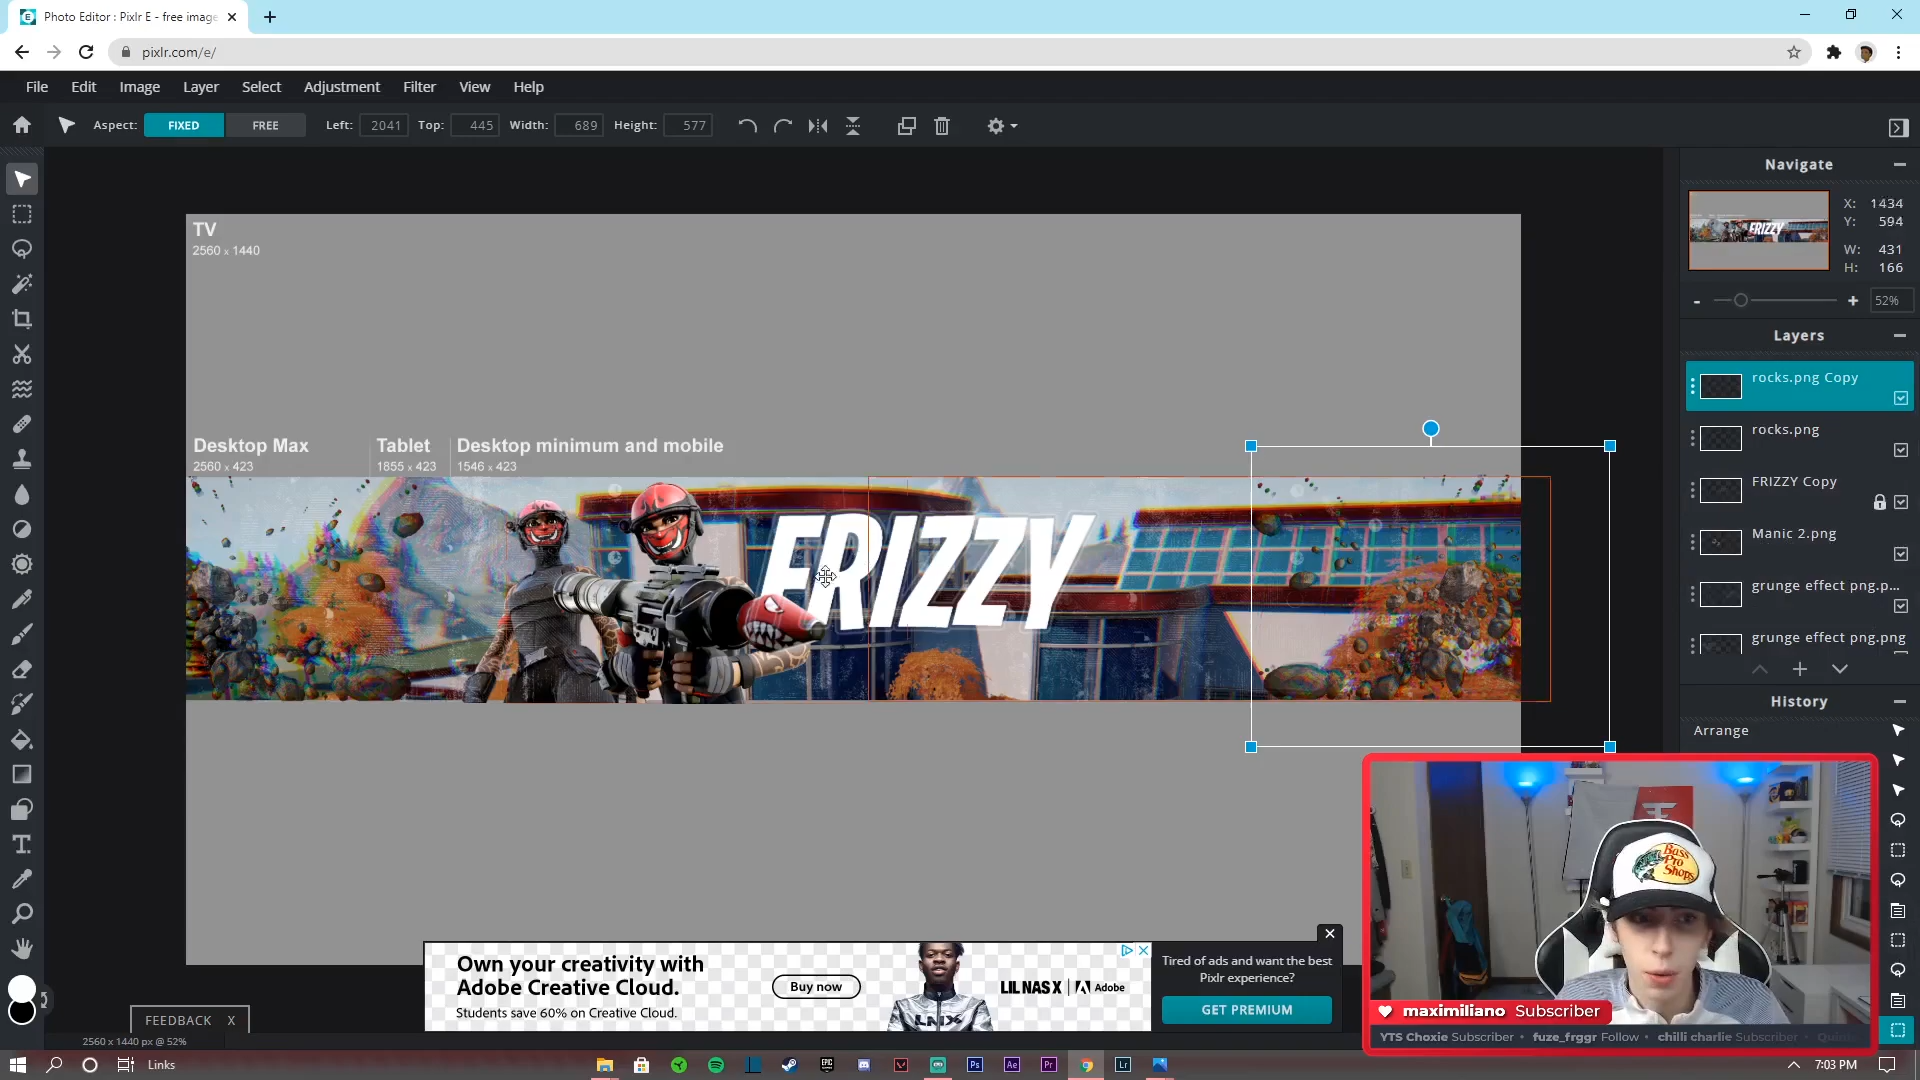 Photo Editor : Pixlr E - free image
pixlr.com/e/
File Edit Image Layer Select Adjustment Filter View Help
Aspect: FIXED FREE Left: 2041 Top: 445 Width: 689 Height: 577
Navigate
X: 1434
Y: 594
W: 431
H: 166
- + 52%
TV
2560 x 1440
Desktop Max Tablet Desktop minimum and mobile
2560 x 423 1855 x 423 1546 x 423
FRIZZY
Layers
rocks.png Copy
rocks.png
FRIZZY Copy
Manic 2.png
grunge effect png.p...
grunge effect png.png
History
Arrange
Own your creativity with
Adobe Creative Cloud.
Students save 60% on Creative Cloud.
Buy now
LIL NAS X | Adobe
Tired of ads and want the best
Pixlr experience?
GET PREMIUM
Bass
Pro
Shops
maximiliano Subscriber
YTS Choxie Subscriber • fuze_frggr Follow • chilli charlie Subscriber •
FEEDBACK X
2560 x 1440 px @ 52%
Links
7:03 PM